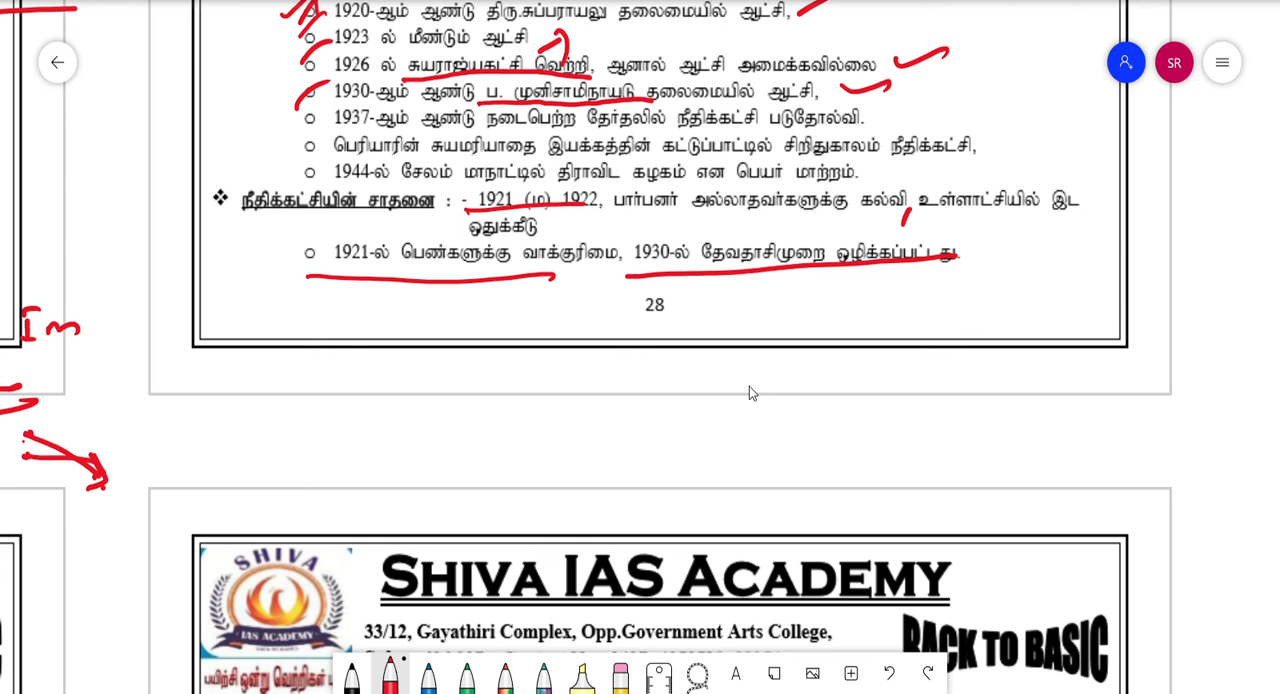 1920-ஆம் ஆண்டு திரு.சுப்பராயலு தலைமையில் ஆட்சி,
1923 ல் மீண்டும் ஆட்சி
1926 ல் சுயராஜ்யகட்சி வெற்றி, ஆனால் ஆட்சி அமைக்கவில்லை
1930-ஆம் ஆண்டு ப. முனிசாமிநாயுடு தலைமையில் ஆட்சி,
1937-ஆம் ஆண்டு நடைபெற்ற தேர்தலில் நீதிக்கட்சி படுதோல்வி.
பெரியாரின் சுயமரியாதை இயக்கத்தின் கட்டுப்பாட்டில் சிறிதுகாலம் நீதிக்கட்சி,
1944-ல் சேலம் மாநாட்டில் திராவிட கழகம் என பெயர் மாற்றம்.
❖ நீதிக்கட்சியின் சாதனை : - 1921 (ம) 1922, பார்பனர் அல்லாதவர்களுக்கு கல்வி உள்ளாட்சியில் இட
ஒதுக்கீடு
1921-ல் பெண்களுக்கு வாக்குரிமை, 1930-ல் தேவதாசிமுறை ஒழிக்கப்பட்டது.
28
Im
SR
SHIVA
IAS ACADEMY
SHIVA IAS ACADEMY
33/12, Gayathiri Complex, Opp.Government Arts College,
BACK TO BASIC
பயிற்சி ஒன்று வெற்றிகள் ப